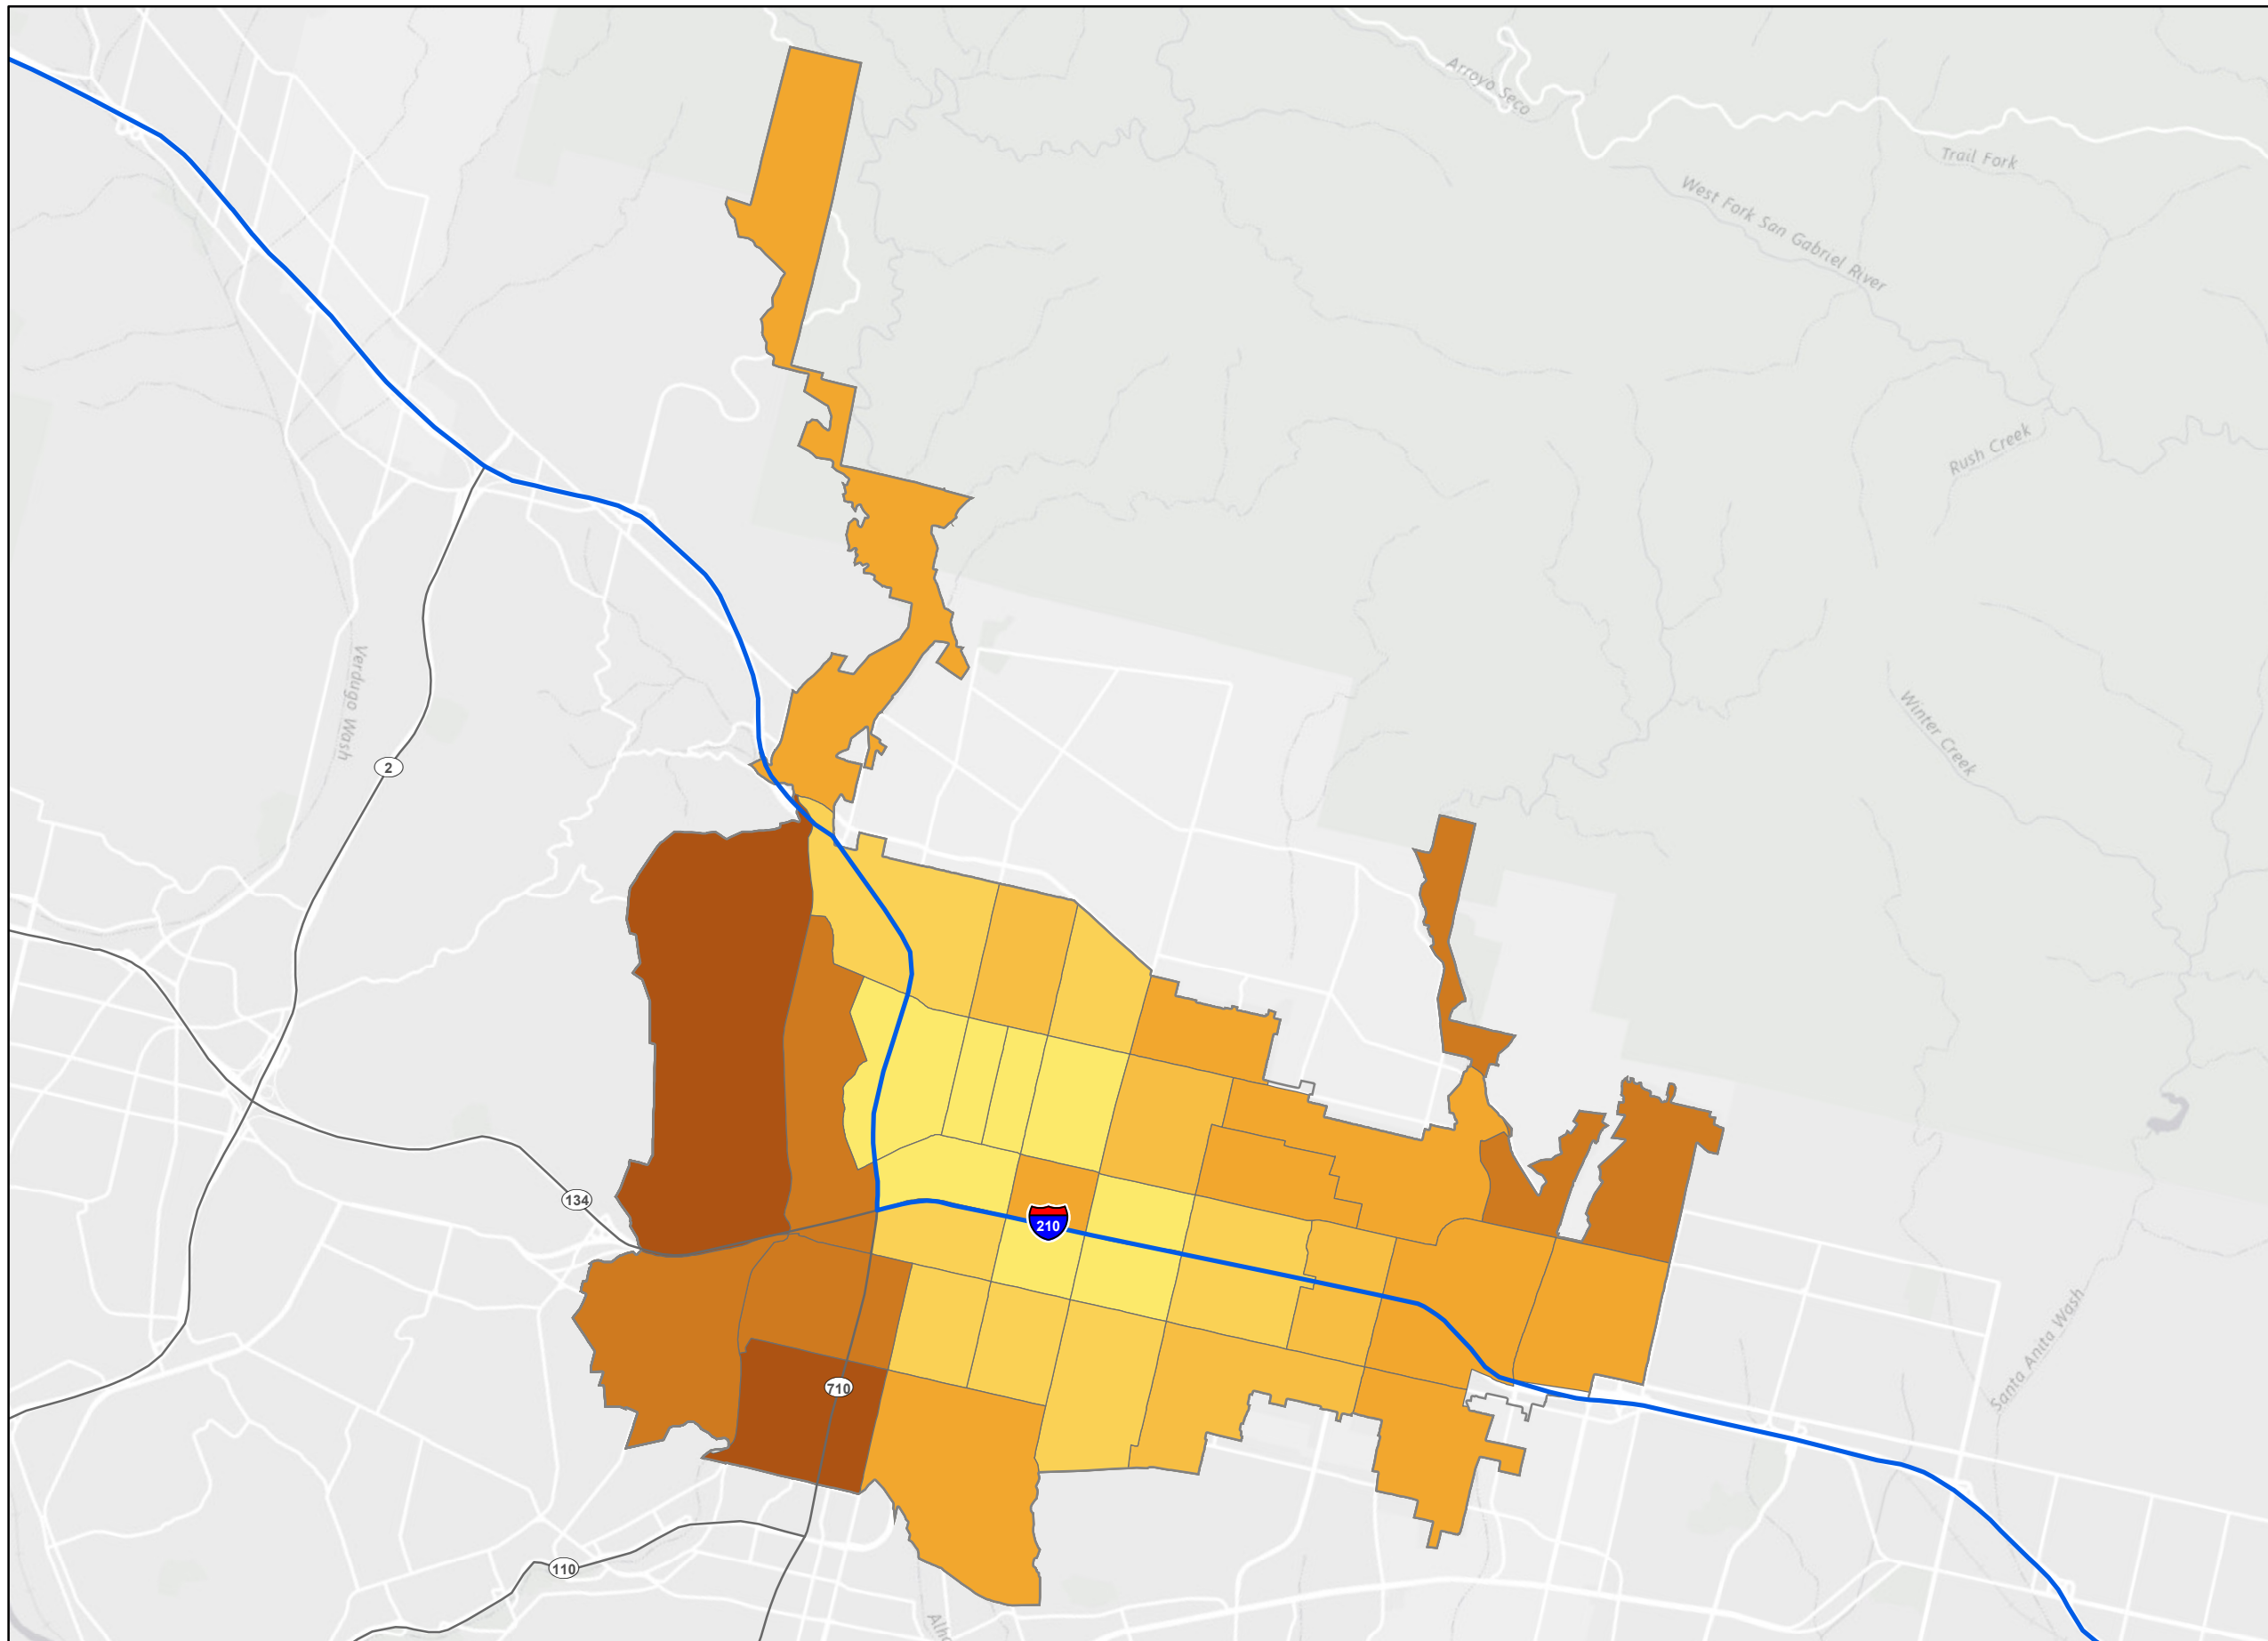 Arroyo Seco
Trail Fork
West Fork San Gabriel River
Rush Creek
Verdugo Wash
Winter Creek
2
134
210
Santa Anita Wash
710
110